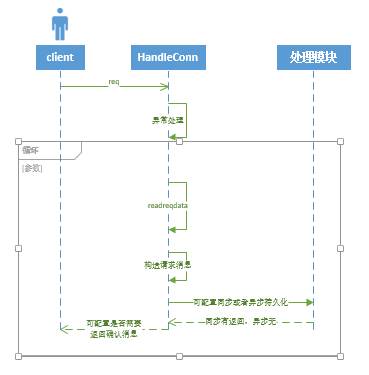 client
HandleConn
处理模块
req
异常处理
循环
[参数]
readreqdata
构造请求消息
可配置同步或者异步持久化
同步有返回，异步无
可配置是否需要
返回确认消息